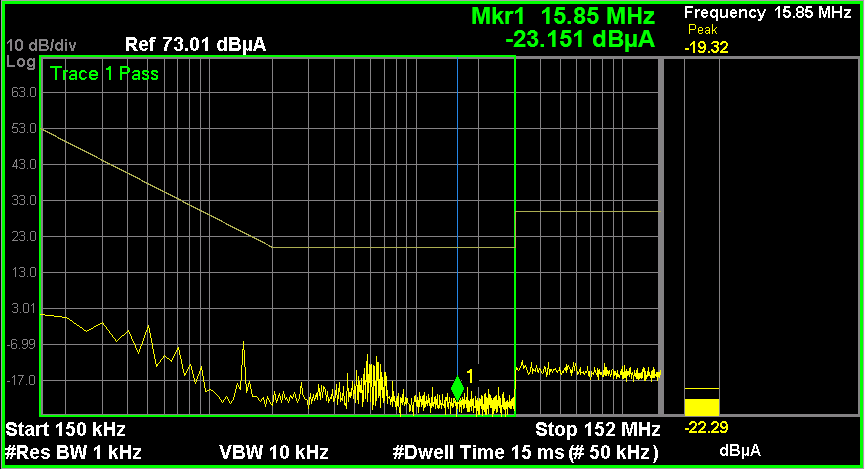 Mkr1 15.85 MHz
-23.151 dBµA
Frequency 15.85 MHz
Peak
-19.32
10 dB/div
Ref 73.01 dBµA
Log
Trace 1 Pass
63.0
53.0
43.0
33.0
23.0
13.0
3.01
-6.99
-17.0
1
Start 150 kHz
Stop 152 MHz
-22.29
#Res BW 1 kHz
VBW 10 kHz
#Dwell Time 15 ms (# 50 kHz)
dBµA